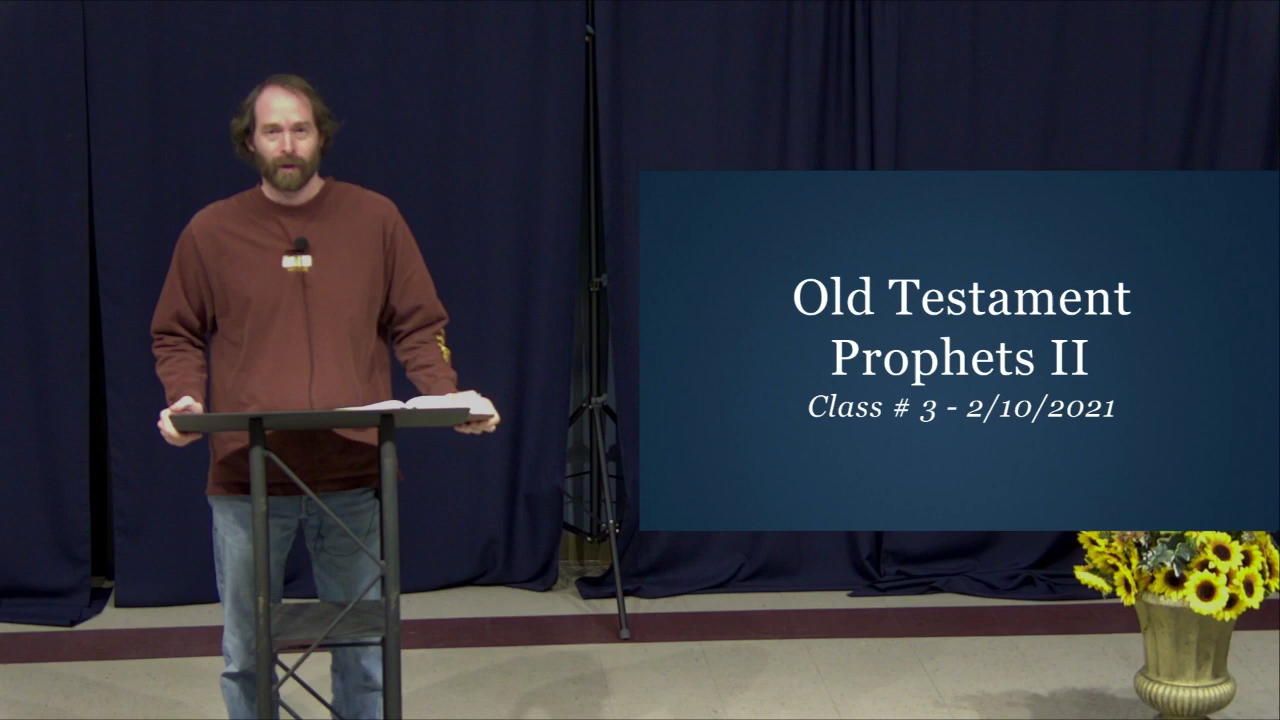 Old Testament
Prophets II
Class # 3 - 2/10/2021